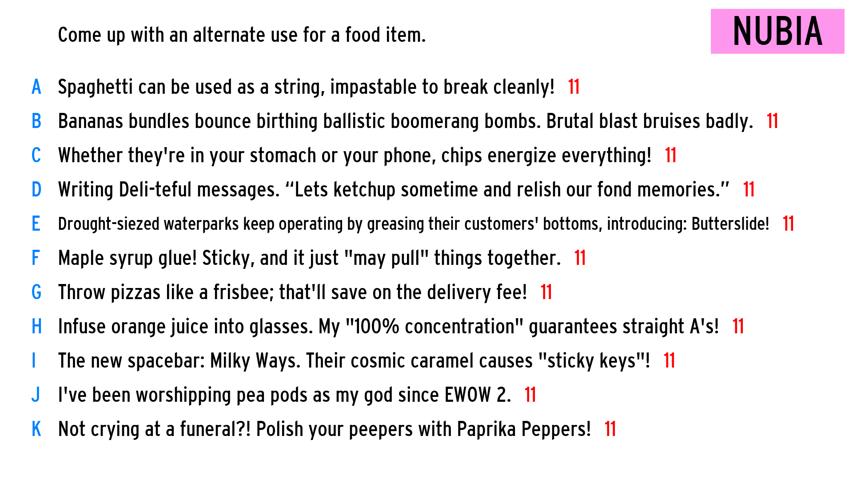 Come up with an alternate use for a food item.
NUBIA
A Spaghetti can be used as a string, impastable to break cleanly! 11
B Bananas bundles bounce birthing ballistic boomerang bombs. Brutal blast bruises badly. 11
C Whether they're in your stomach or your phone, chips energize everything! 11
D Writing Deli-teful messages. “Lets ketchup sometime and relish our fond memories.” 11
E Drought-siezed waterparks keep operating by greasing their customers' bottoms, introducing: Butterslide! 11
F Maple syrup glue! Sticky, and it just "may pull" things together. 11
G Throw pizzas like a frisbee; that'll save on the delivery fee! 11
H Infuse orange juice into glasses. My "100% concentration" guarantees straight A's! 11
I The new spacebar: Milky Ways. Their cosmic caramel causes "sticky keys"! 11
J I've been worshipping pea pods as my god since EWOW 2. 11
K Not crying at a funeral?! Polish your peepers with Paprika Peppers! 11